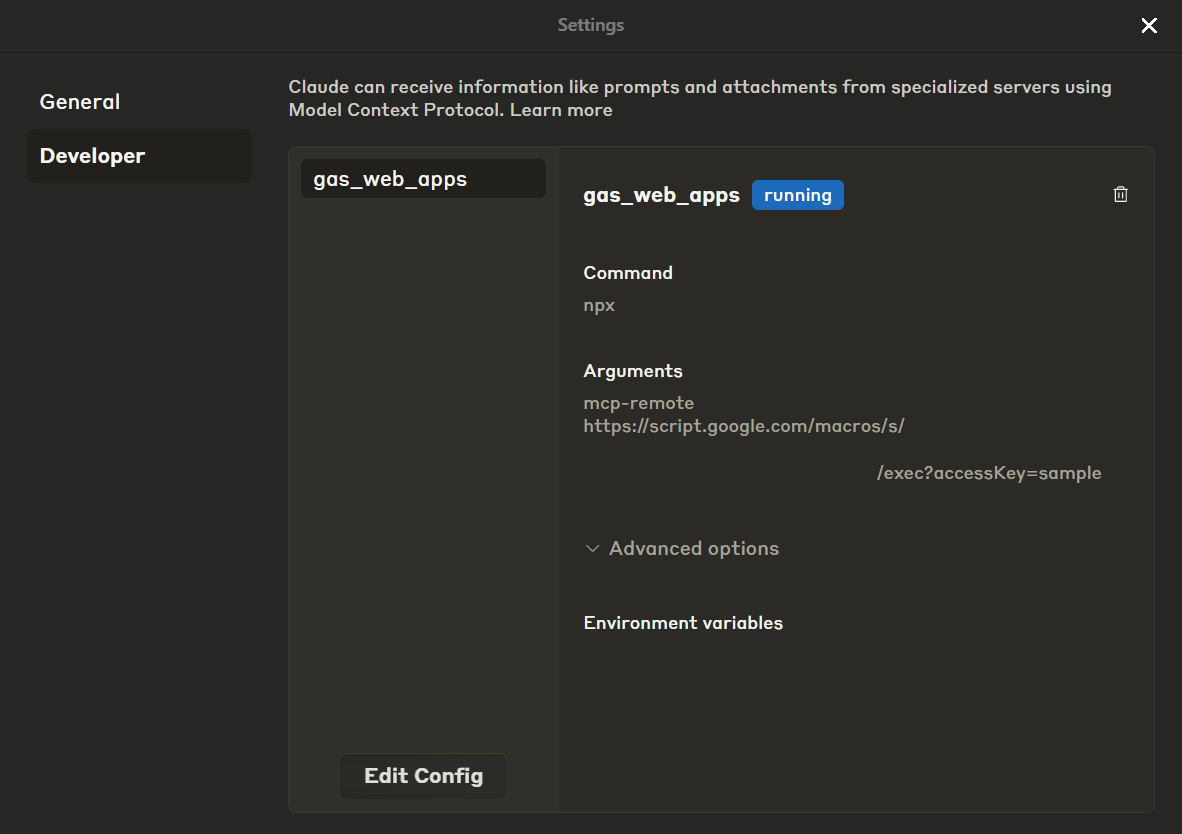 Settings
General
Developer
Claude can receive information like prompts and attachments from specialized servers using
Model Context Protocol. Learn more
gas_web_apps
gas_web_apps running
Command
npx
Arguments
mcp-remote
https://script.google.com/macros/s/
/exec?accessKey=sample
Advanced options
Environment variables
Edit Config